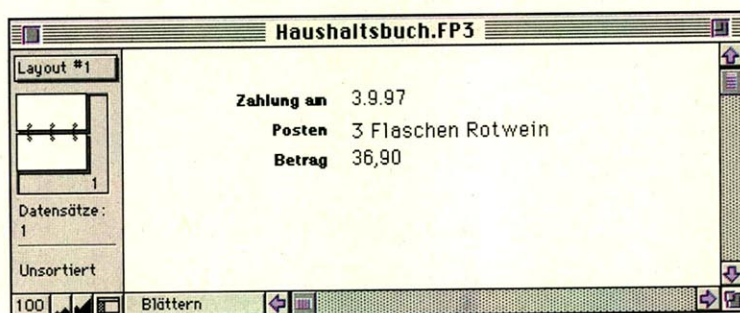 Haushaltsbuch.FP3
Layout #1
Zahlung am 3.9.97
Posten 3 Flaschen Rotwein
Betrag 36,90
1
Datensätze:
1
Unsortiert
100 Blättern